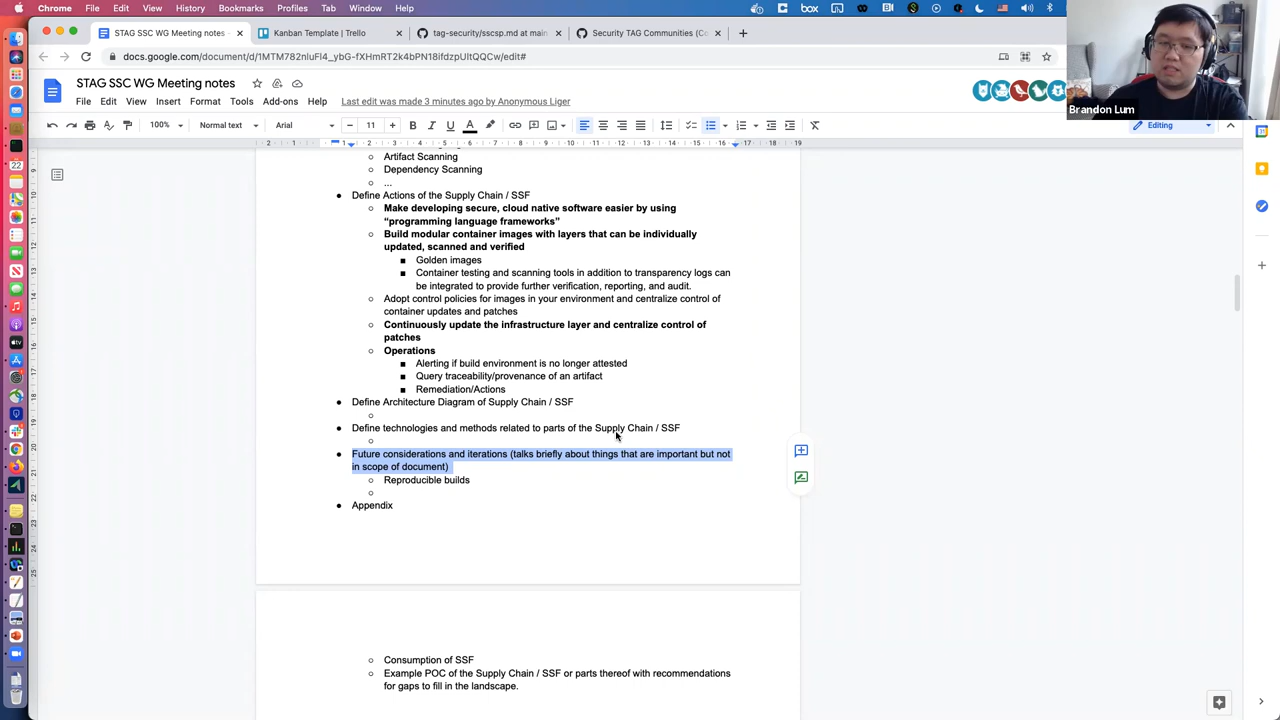 Chrome File Edit View History Bookmarks Profiles Tab Window Help
STAG SSC WG Meeting notes
Kanban Template | Trello
tag-security/sscsp.md at main
Security TAG Communities (Co
docs.google.com/document/d/1MTM782nluFl4_ybG-fXHmRT2k4bPN18ifdzpUltQQCw/edit#
STAG SSC WG Meeting notes
File Edit View Insert Format Tools Add-ons Help
Last edit was made 3 minutes ago by Anonymous Liger
Brandon Lum
100% Normal text Arial 11
Editing
Artifact Scanning
Dependency Scanning
...
Define Actions of the Supply Chain / SSF
Make developing secure, cloud native software easier by using
“programming language frameworks”
Build modular container images with layers that can be individually
updated, scanned and verified
Golden images
Container testing and scanning tools in addition to transparency logs can
be integrated to provide further verification, reporting, and audit.
Adopt control policies for images in your environment and centralize control of
container updates and patches
Continuously update the infrastructure layer and centralize control of
patches
Operations
Alerting if build environment is no longer attested
Query traceability/provenance of an artifact
Remediation/Actions
Define Architecture Diagram of Supply Chain / SSF
Define technologies and methods related to parts of the Supply Chain / SSF
Future considerations and iterations (talks briefly about things that are important but not
in scope of document)
Reproducible builds
Appendix
Consumption of SSF
Example POC of the Supply Chain / SSF or parts thereof with recommendations
for gaps to fill in the landscape.